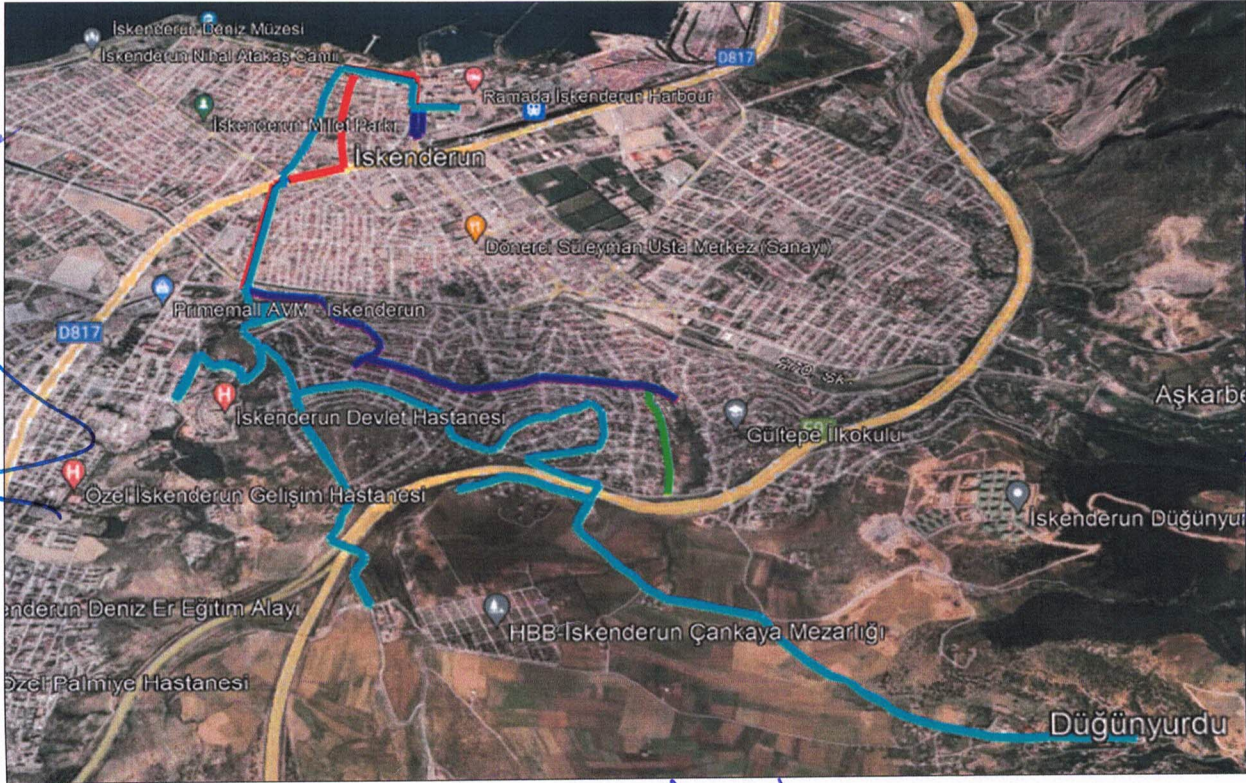 İskenderun Deniz Müzesi
İskenderun Nihal Atakaş Camii
D817
Ramada İskenderun Harbour
İskenderun Millet Parkı
İskenderun
Dönerci Süleyman Usta Merkez (Sanayi)
Primemall AVM - İskenderun
D817
Aşkarbe
İskenderun Devlet Hastanesi
Gültepe İlkokulu
Özel İskenderun Gelişim Hastanesi
İskenderun Düğünyur
enderun Deniz Er Eğitim Alayı
HBB-İskenderun Çankaya Mezarlığı
Özel Palmiye Hastanesi
Düğünyurdu